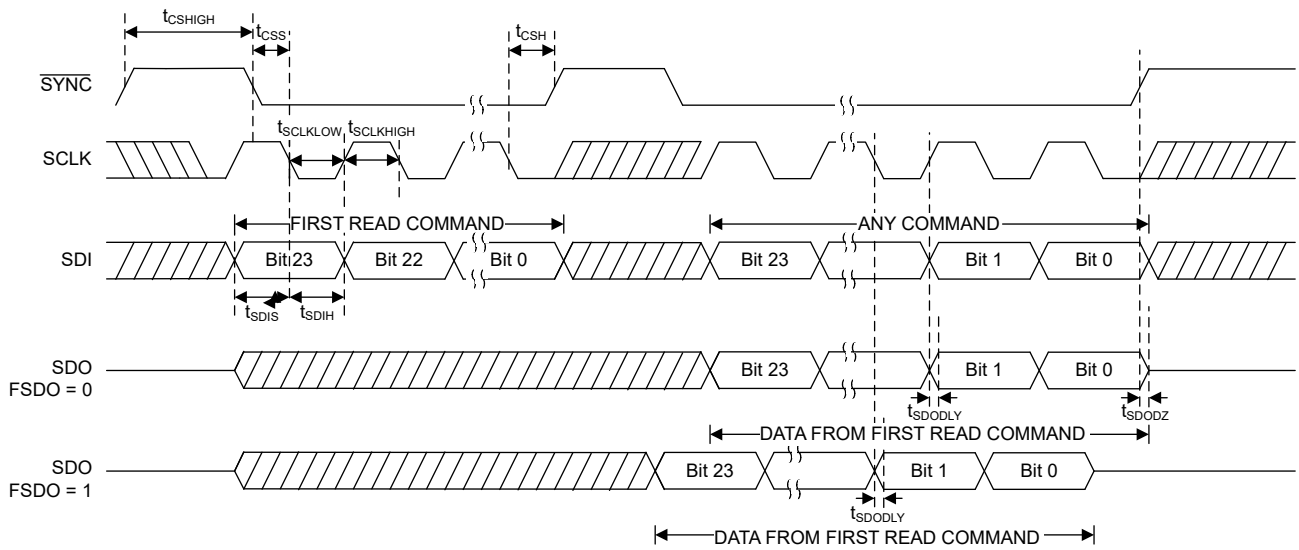 tCSHIGH
tCSS
tCSH
SYNC
tSCLKLOW tSCLKHIGH
SCLK
FIRST READ COMMAND
ANY COMMAND
SDI
Bit 23
Bit 22
Bit 0
Bit 23
Bit 1
Bit 0
tSDIS
tSDIH
SDO
FSDO = 0
Bit 23
Bit 1
Bit 0
tSDODLY
tSDODZ
DATA FROM FIRST READ COMMAND
SDO
FSDO = 1
Bit 23
Bit 1
Bit 0
tSDODLY
DATA FROM FIRST READ COMMAND